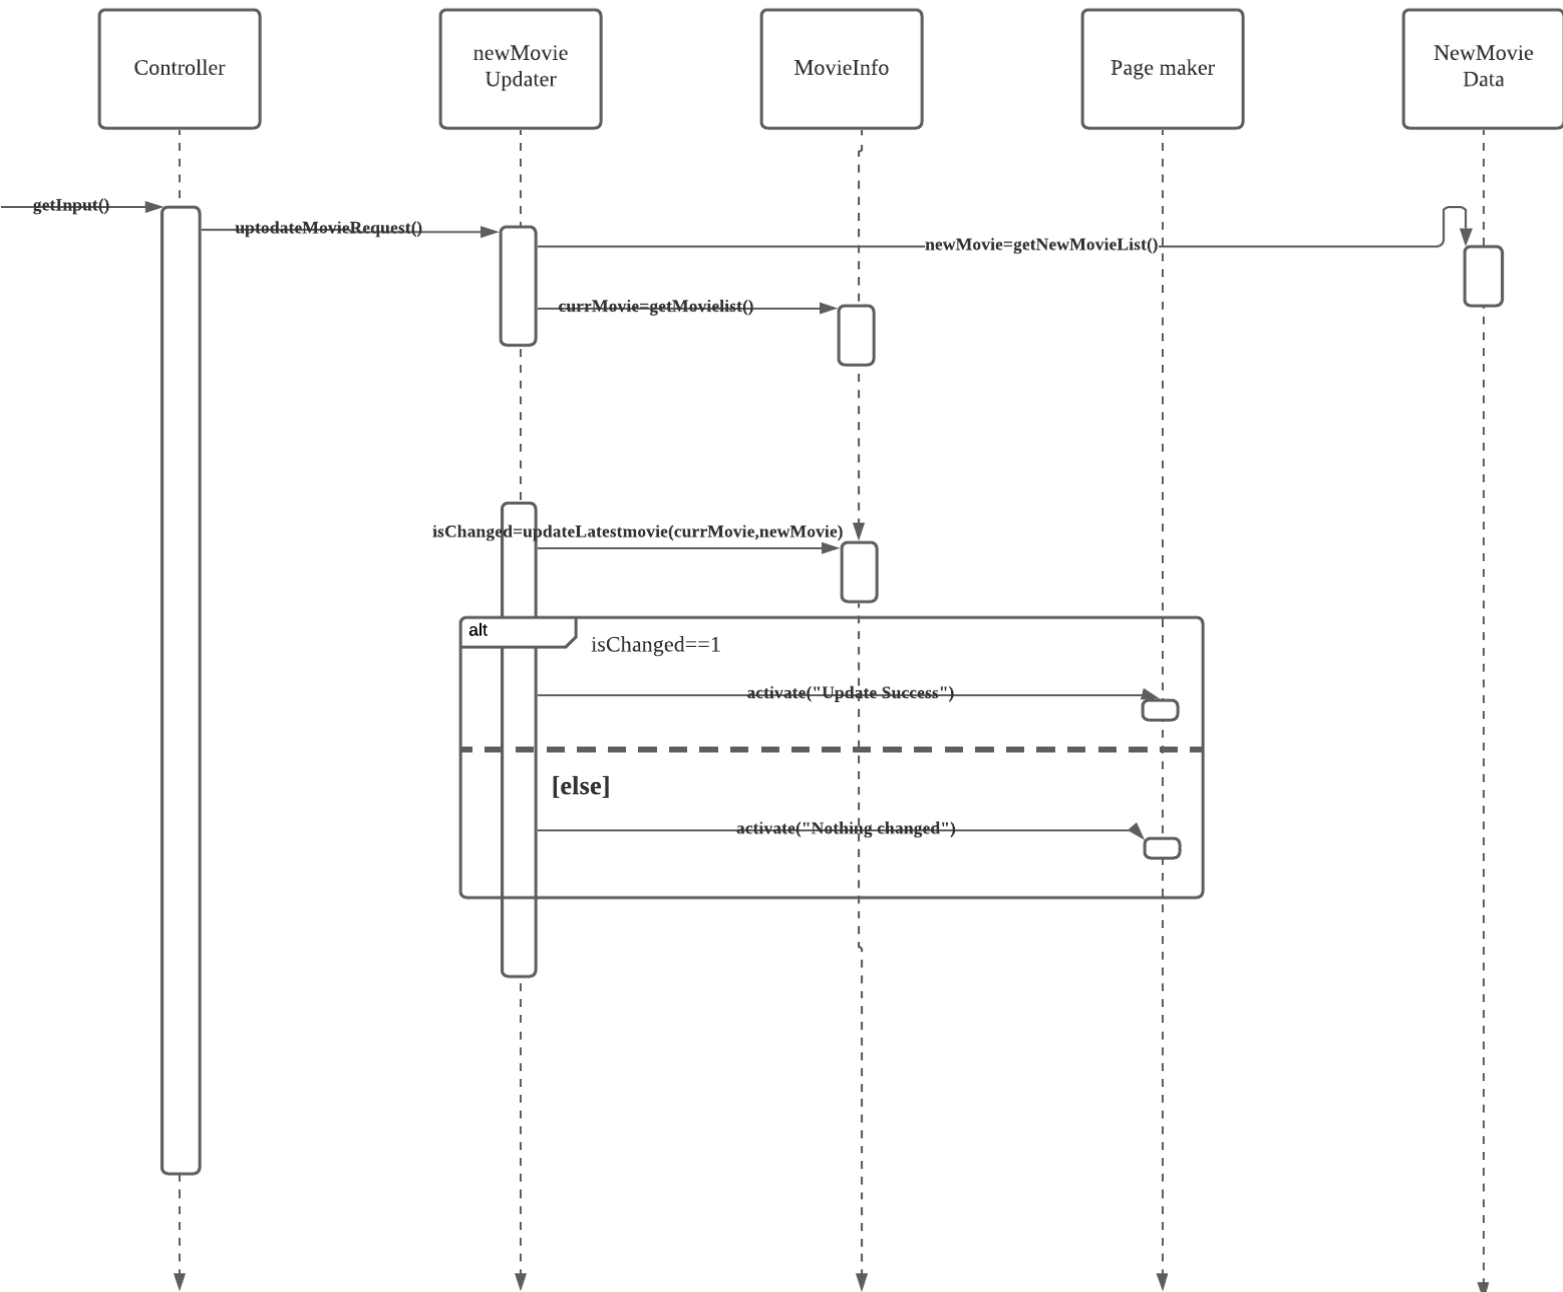 Controller
newMovie
Updater
MovieInfo
Page maker
NewMovie
Data
getInput()
uptodateMovieRequest()
newMovie=getNewMovieList()
currMovie=getMovielist()
isChanged=updateLatestmovie(currMovie,newMovie)
alt
isChanged==1
activate("Update Success")
[else]
activate("Nothing changed")